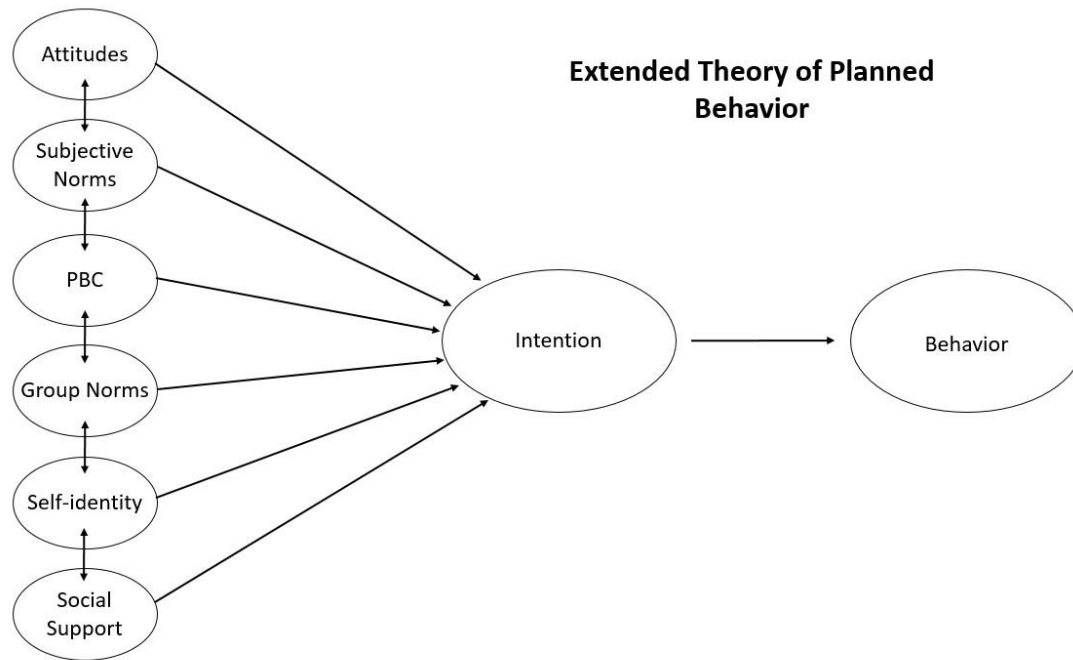 Extended Theory of Planned
Behavior
Attitudes
Subjective
Norms
PBC
Group Norms
Self-identity
Social
Support
Intention
Behavior